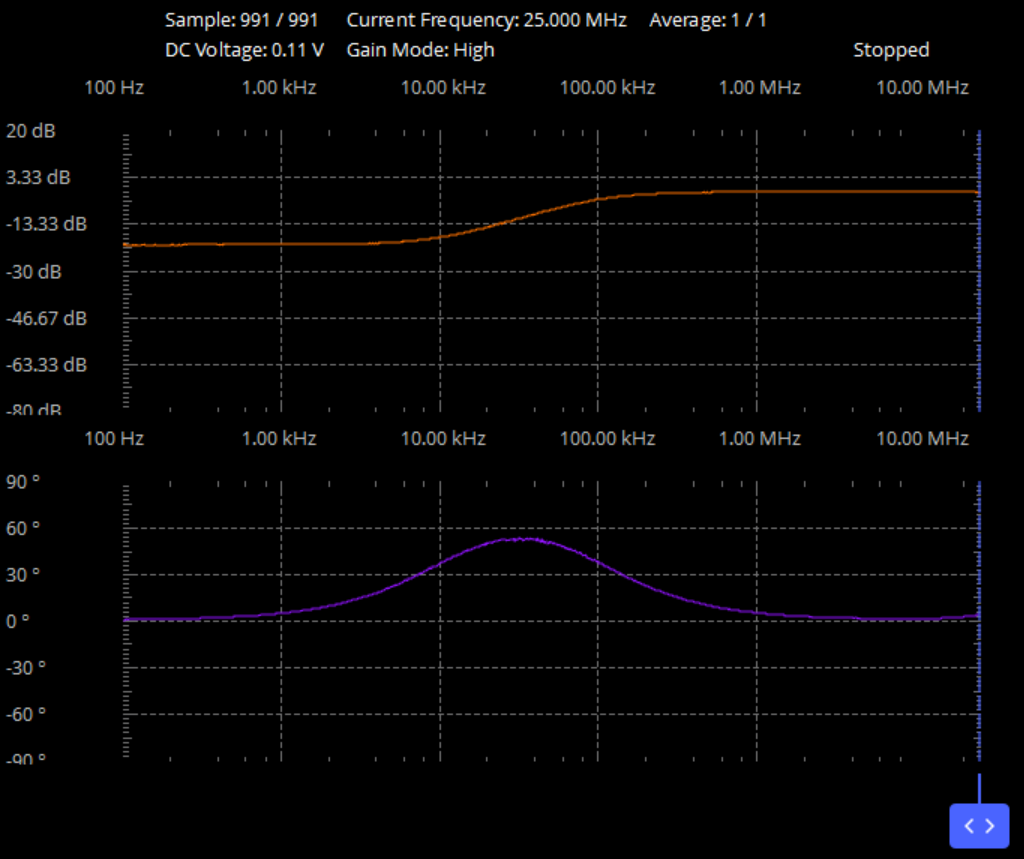 Sample: 991 / 991 Current Frequency: 25.000 MHz Average: 1 / 1
DC Voltage: 0.11 V Gain Mode: High Stopped
100 Hz 1.00 kHz 10.00 kHz 100.00 kHz 1.00 MHz 10.00 MHz
20 dB
3.33 dB
-13.33 dB
-30 dB
-46.67 dB
-63.33 dB
-80 dB
100 Hz 1.00 kHz 10.00 kHz 100.00 kHz 1.00 MHz 10.00 MHz
90 °
60 °
30 °
0 °
-30 °
-60 °
-90 °